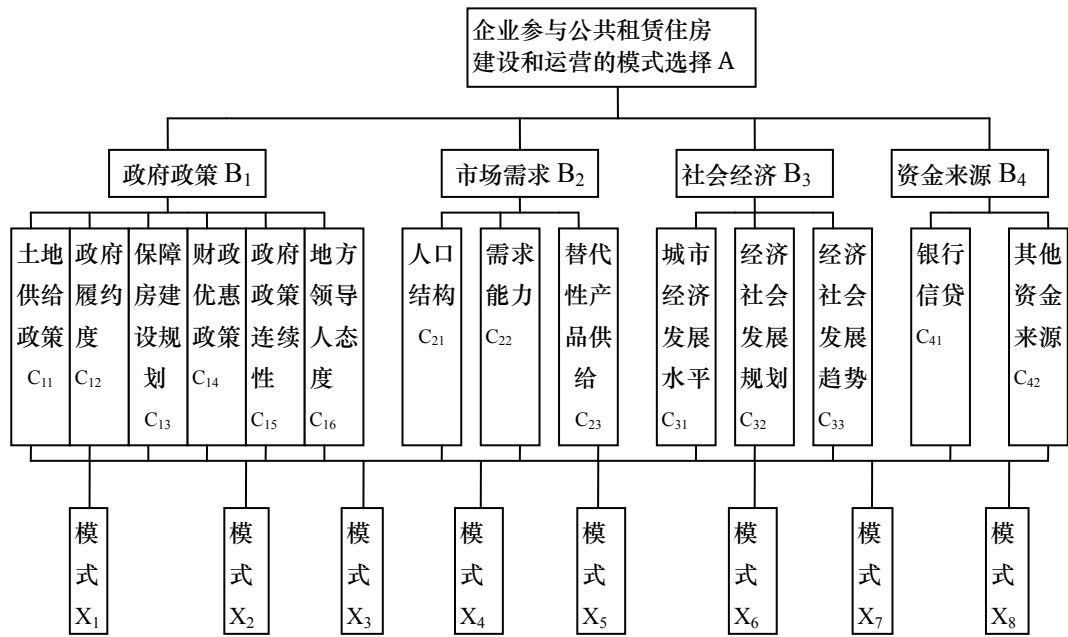 企业参与公共租赁住房
建设和运营的模式选择 A
政府政策 B₁
市场需求 B₂
社会经济 B₃
资金来源 B₄
土地
供给
政策
C₁₁
政府
履约
度
C₁₂
保障
房建
设规
划
C₁₃
财政
优惠
政策
C₁₄
政府
政策
连续
性
C₁₅
地方
领导
人态
度
C₁₆
人口
结构
C₂₁
需求
能力
C₂₂
替代
性产
品供
给
C₂₃
城市
经济
发展
水平
C₃₁
经济
社会
发展
规划
C₃₂
经济
社会
发展
趋势
C₃₃
银行
信贷
C₄₁
其他
资金
来源
C₄₂
模
式
X₁
模
式
X₂
模
式
X₃
模
式
X₄
模
式
X₅
模
式
X₆
模
式
X₇
模
式
X₈